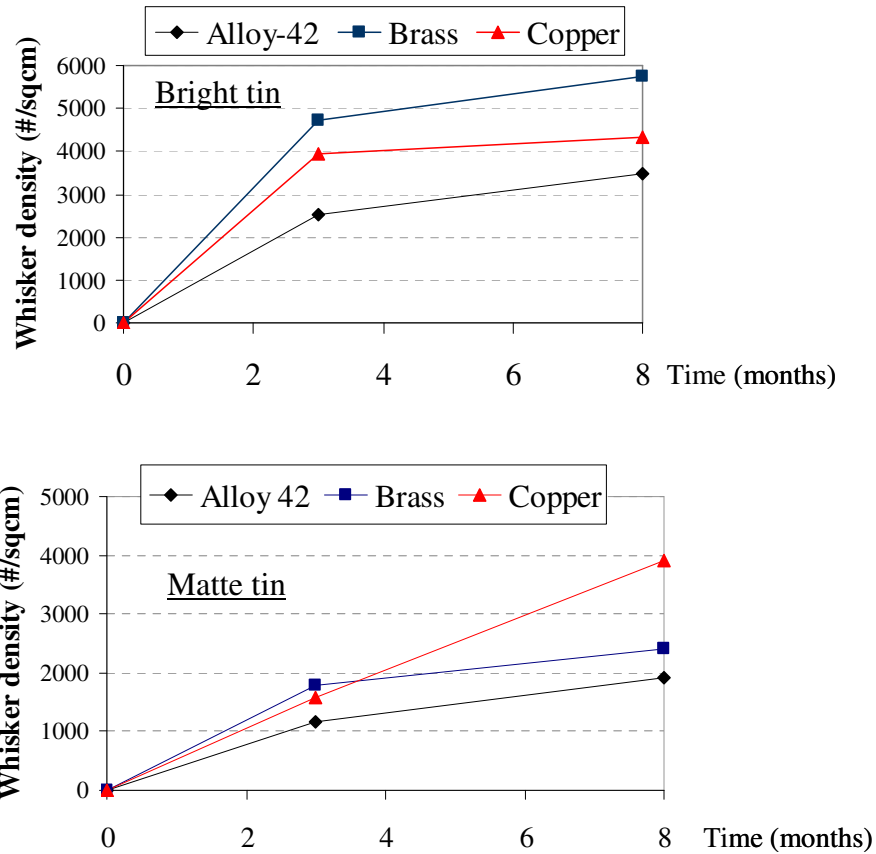 Alloy-42 Brass Copper
Bright tin
Whisker density (#/sqcm)
6000
5000
4000
3000
2000
1000
0
0 2 4 6 8 Time (months)
Alloy 42 Brass Copper
Matte tin
Whisker density (#/sqcm)
5000
4000
3000
2000
1000
0
0 2 4 6 8 Time (months)